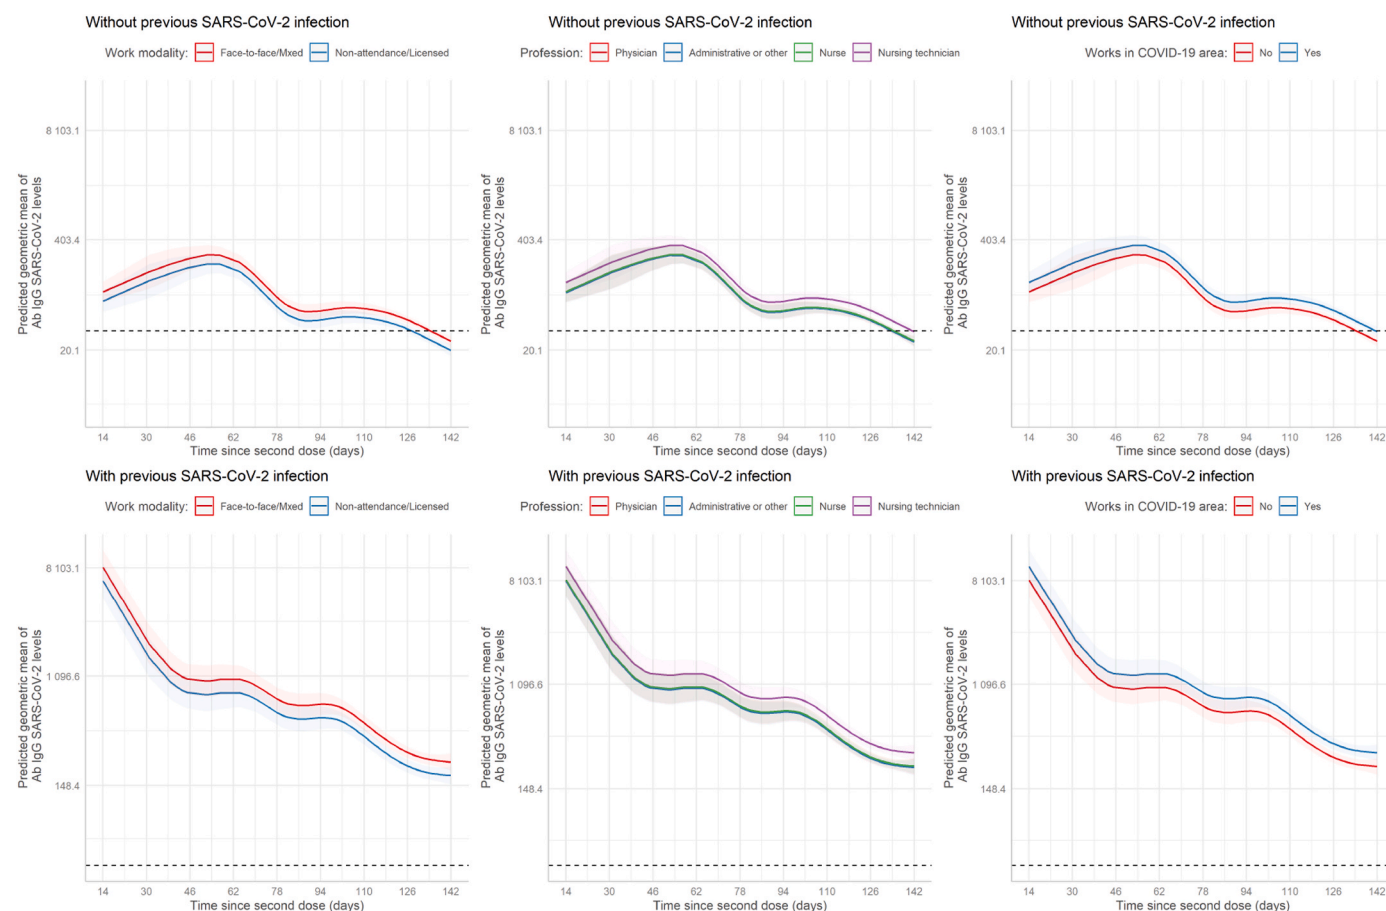 Without previous SARS-CoV-2 infection
Work modality: Face-to-face/Mxed Non-attendance/Licensed
Predicted geometric mean of
Ab IgG SARS-CoV-2 levels
8 103.1
403.4
20.1
14 30 46 62 78 94 110 126 142
Time since second dose (days)
Without previous SARS-CoV-2 infection
Profession: Physician Administrative or other Nurse Nursing technician
Predicted geometric mean of
Ab IgG SARS-CoV-2 levels
8 103.1
403.4
20.1
14 30 46 62 78 94 110 126 142
Time since second dose (days)
Without previous SARS-CoV-2 infection
Works in COVID-19 area: No Yes
Predicted geometric mean of
Ab IgG SARS-CoV-2 levels
8 103.1
403.4
20.1
14 30 46 62 78 94 110 126 142
Time since second dose (days)
With previous SARS-CoV-2 infection
Work modality: Face-to-face/Mxed Non-attendance/Licensed
Predicted geometric mean of
Ab IgG SARS-CoV-2 levels
8 103.1
1 096.6
148.4
14 30 46 62 78 94 110 126 142
Time since second dose (days)
With previous SARS-CoV-2 infection
Profession: Physician Administrative or other Nurse Nursing technician
Predicted geometric mean of
Ab IgG SARS-CoV-2 levels
8 103.1
1 096.6
148.4
14 30 46 62 78 94 110 126 142
Time since second dose (days)
With previous SARS-CoV-2 infection
Works in COVID-19 area: No Yes
Predicted geometric mean of
Ab IgG SARS-CoV-2 levels
8 103.1
1 096.6
148.4
14 30 46 62 78 94 110 126 142
Time since second dose (days)